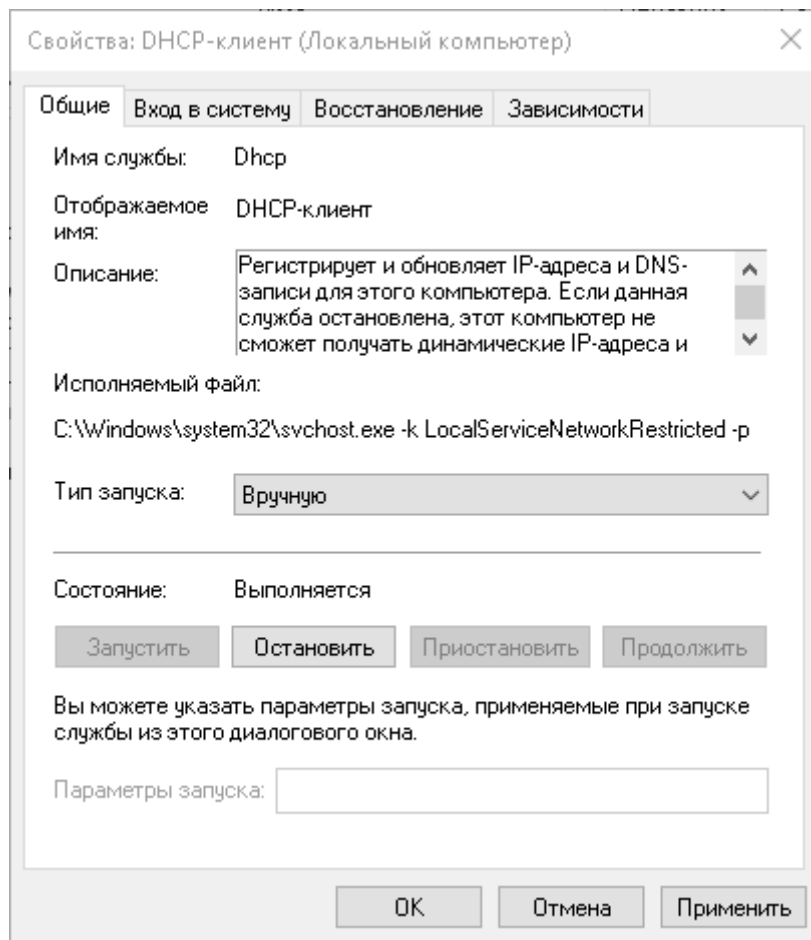 Свойства: DHCP-клиент (Локальный компьютер)
Общие Вход в систему Восстановление Зависимости
Имя службы: Dhcp
Отображаемое имя: DHCP-клиент
Описание: Регистрирует и обновляет IP-адреса и DNS-
записи для этого компьютера. Если данная
служба остановлена, этот компьютер не
сможет получать динамические IP-адреса и
Исполняемый файл:
C:\Windows\system32\svchost.exe -k LocalServiceNetworkRestricted -p
Тип запуска: Вручную
Состояние: Выполняется
Запустить Остановить Приостановить Продолжить
Вы можете указать параметры запуска, применяемые при запуске
службы из этого диалогового окна.
Параметры запуска:
OK Отмена Применить